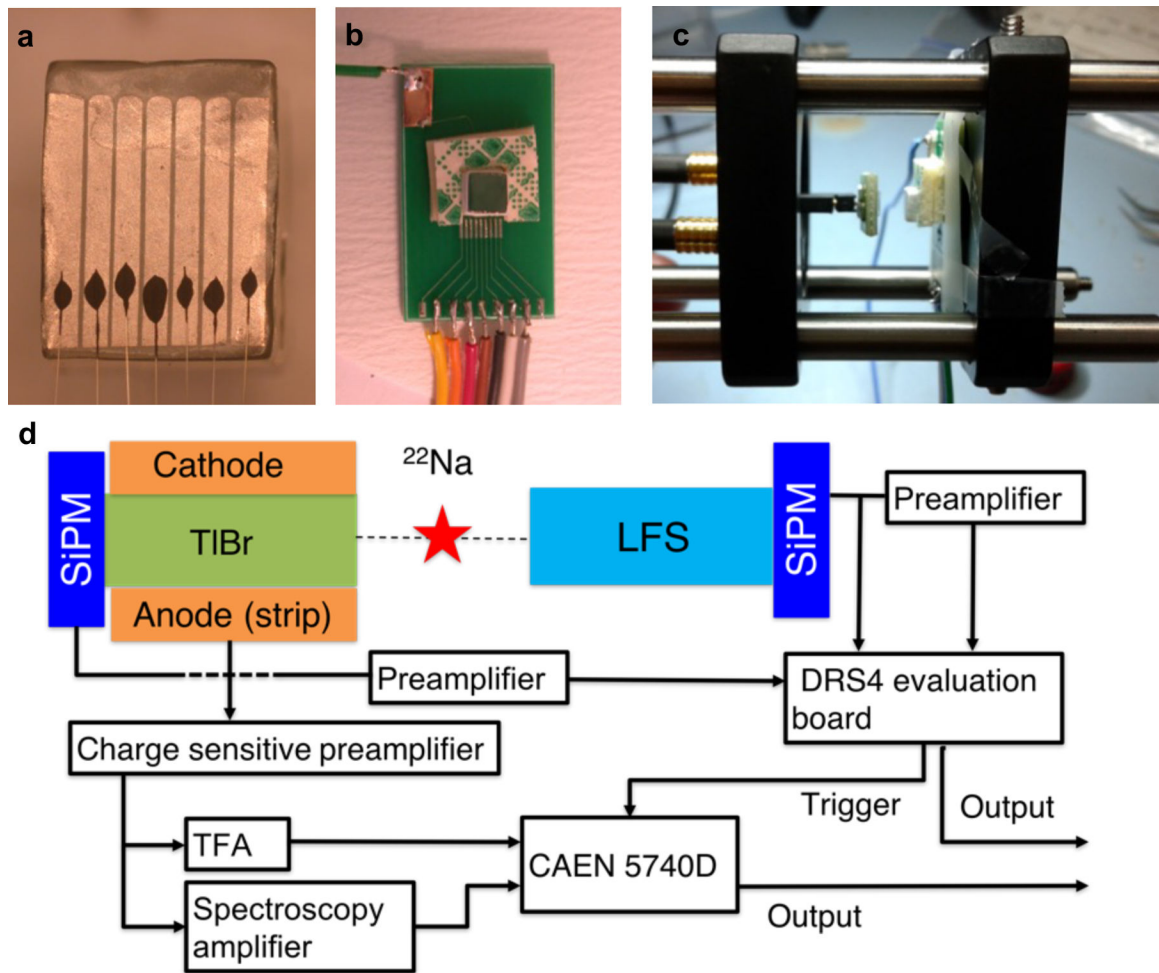 a
b
c
d
Cathode
²²Na
SiPM
TlBr
LFS
SiPM
Preamplifier
Anode (strip)
Preamplifier
DRS4 evaluation
board
Charge sensitive preamplifier
Trigger
Output
TFA
CAEN 5740D
Spectroscopy
amplifier
Output